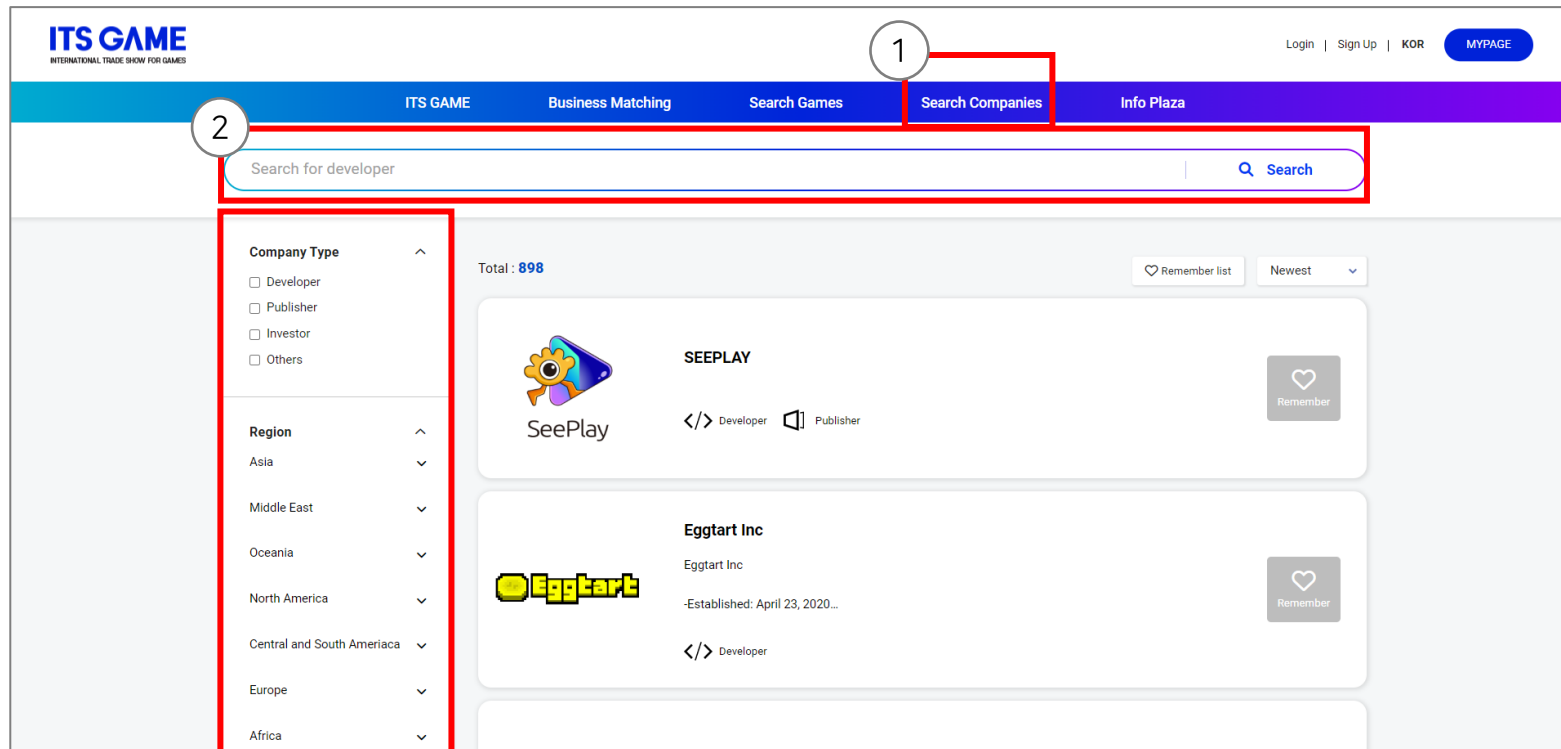 ITS GAME
INTERNATIONAL TRADE SHOW FOR GAMES
Login | Sign Up | KOR MYPAGE
1
ITS GAME Business Matching Search Games Search Companies Info Plaza
2
Search for developer Search
Company Type
Developer
Publisher
Investor
Others
Region
Asia
Middle East
Oceania
North America
Central and South Ameriaca
Europe
Africa
Total : 898 Remember list Newest
SeePlay
SEEPLAY
Developer Publisher
Remember
Eggtart
Eggtart Inc
Eggtart Inc
-Established: April 23, 2020...
Developer
Remember